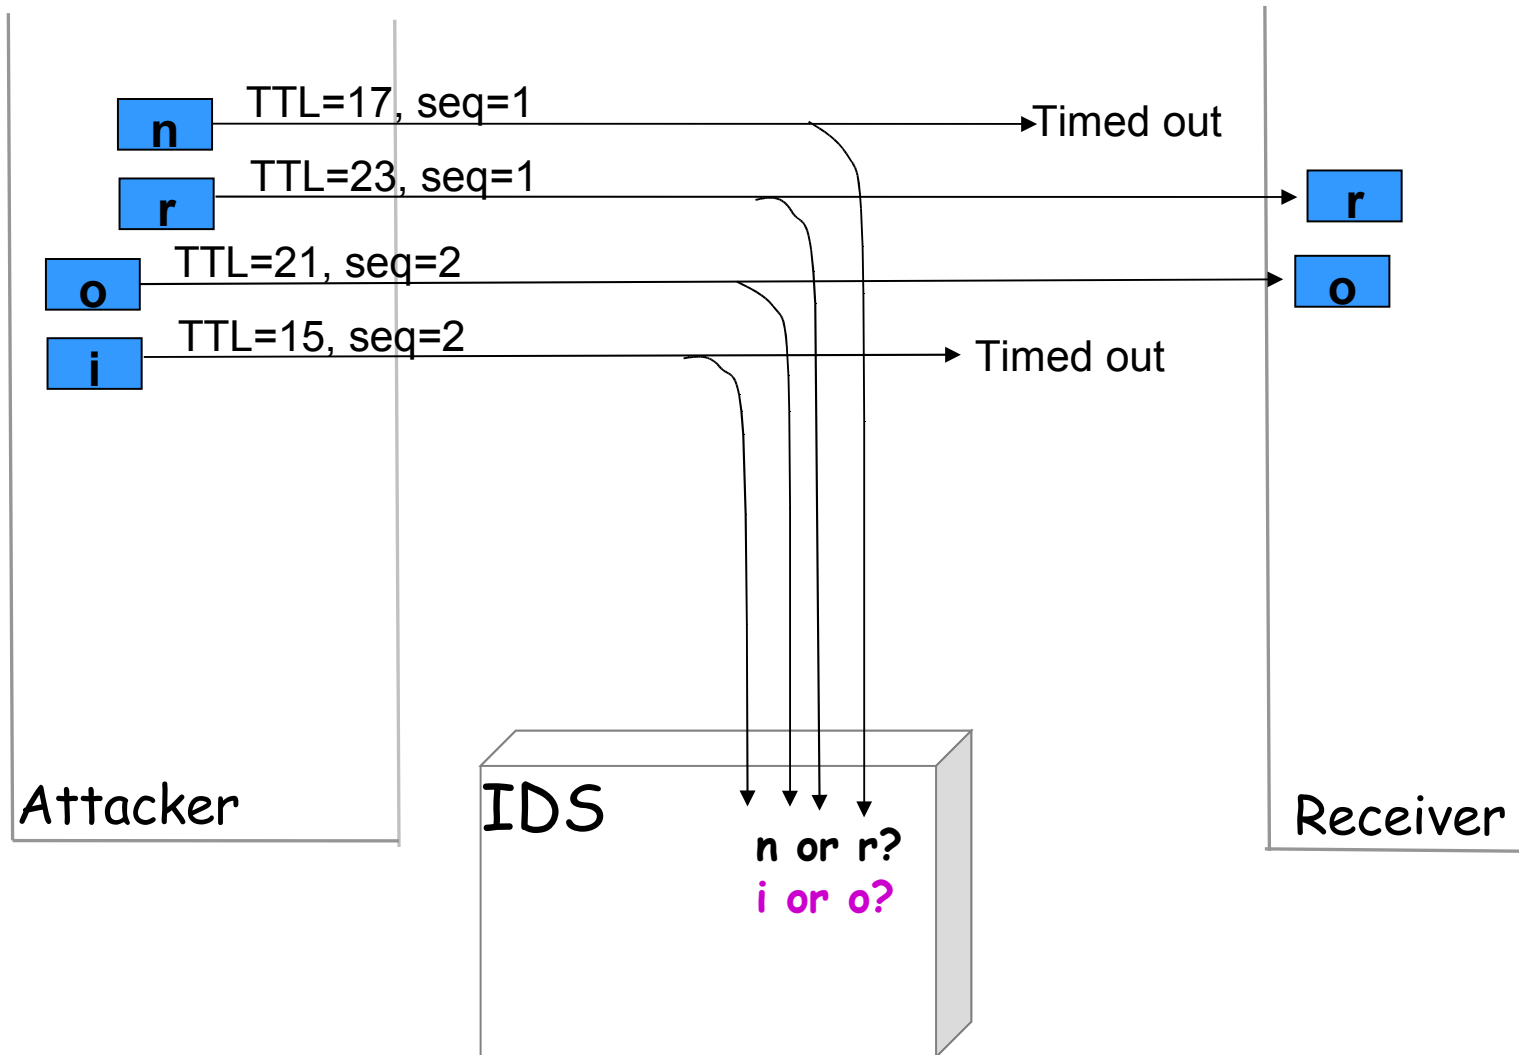 n TTL=17, seq=1 Timed out
r TTL=23, seq=1 r
o TTL=21, seq=2 o
i TTL=15, seq=2 Timed out
Attacker
IDS
Receiver
n or r?
i or o?